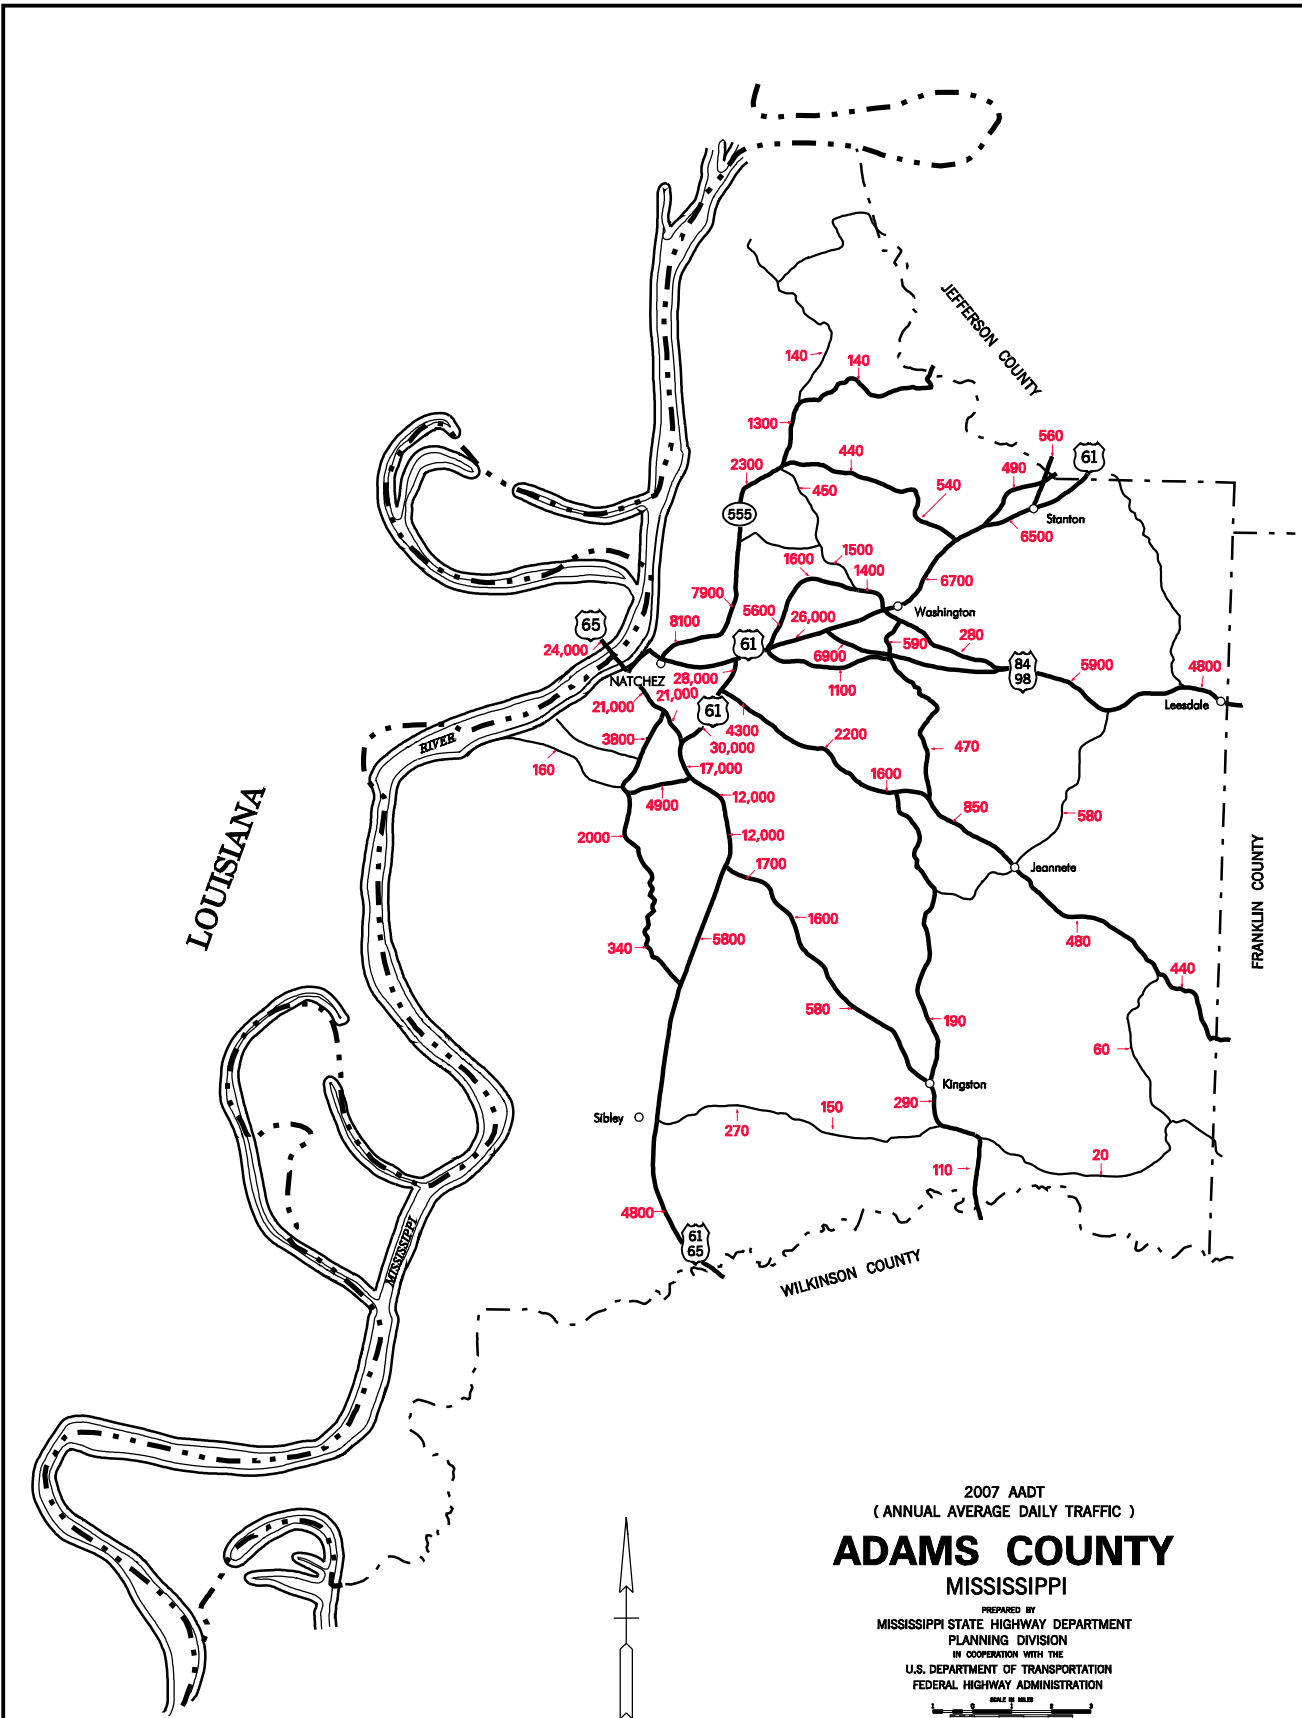 JEFFERSON COUNTY
140
140
1300
560
61
440
490
2300
450
540
555
Stanton
6500
1500
1600
1400
6700
7900
5600
Washington
65
8100
26,000
61
590
280
24,000
6900
84
98
5900
4800
NATCHEZ
28,000
21,000
1100
21,000
61
Leesdale
4300
3800
30,000
2200
470
RIVER
160
17,000
1600
4900
12,000
850
580
2000
12,000
LOUISIANA
1700
Jeannete
FRANKLIN COUNTY
1600
340
5800
480
440
580
190
60
Kingston
290
Sibley
150
270
20
110
4800
61
65
MISSISSIPPI
WILKINSON COUNTY
2007 AADT
( ANNUAL AVERAGE DAILY TRAFFIC )
ADAMS COUNTY
MISSISSIPPI
PREPARED BY
MISSISSIPPI STATE HIGHWAY DEPARTMENT
PLANNING DIVISION
IN COOPERATION WITH THE
U.S. DEPARTMENT OF TRANSPORTATION
FEDERAL HIGHWAY ADMINISTRATION
SCALE IN MILES